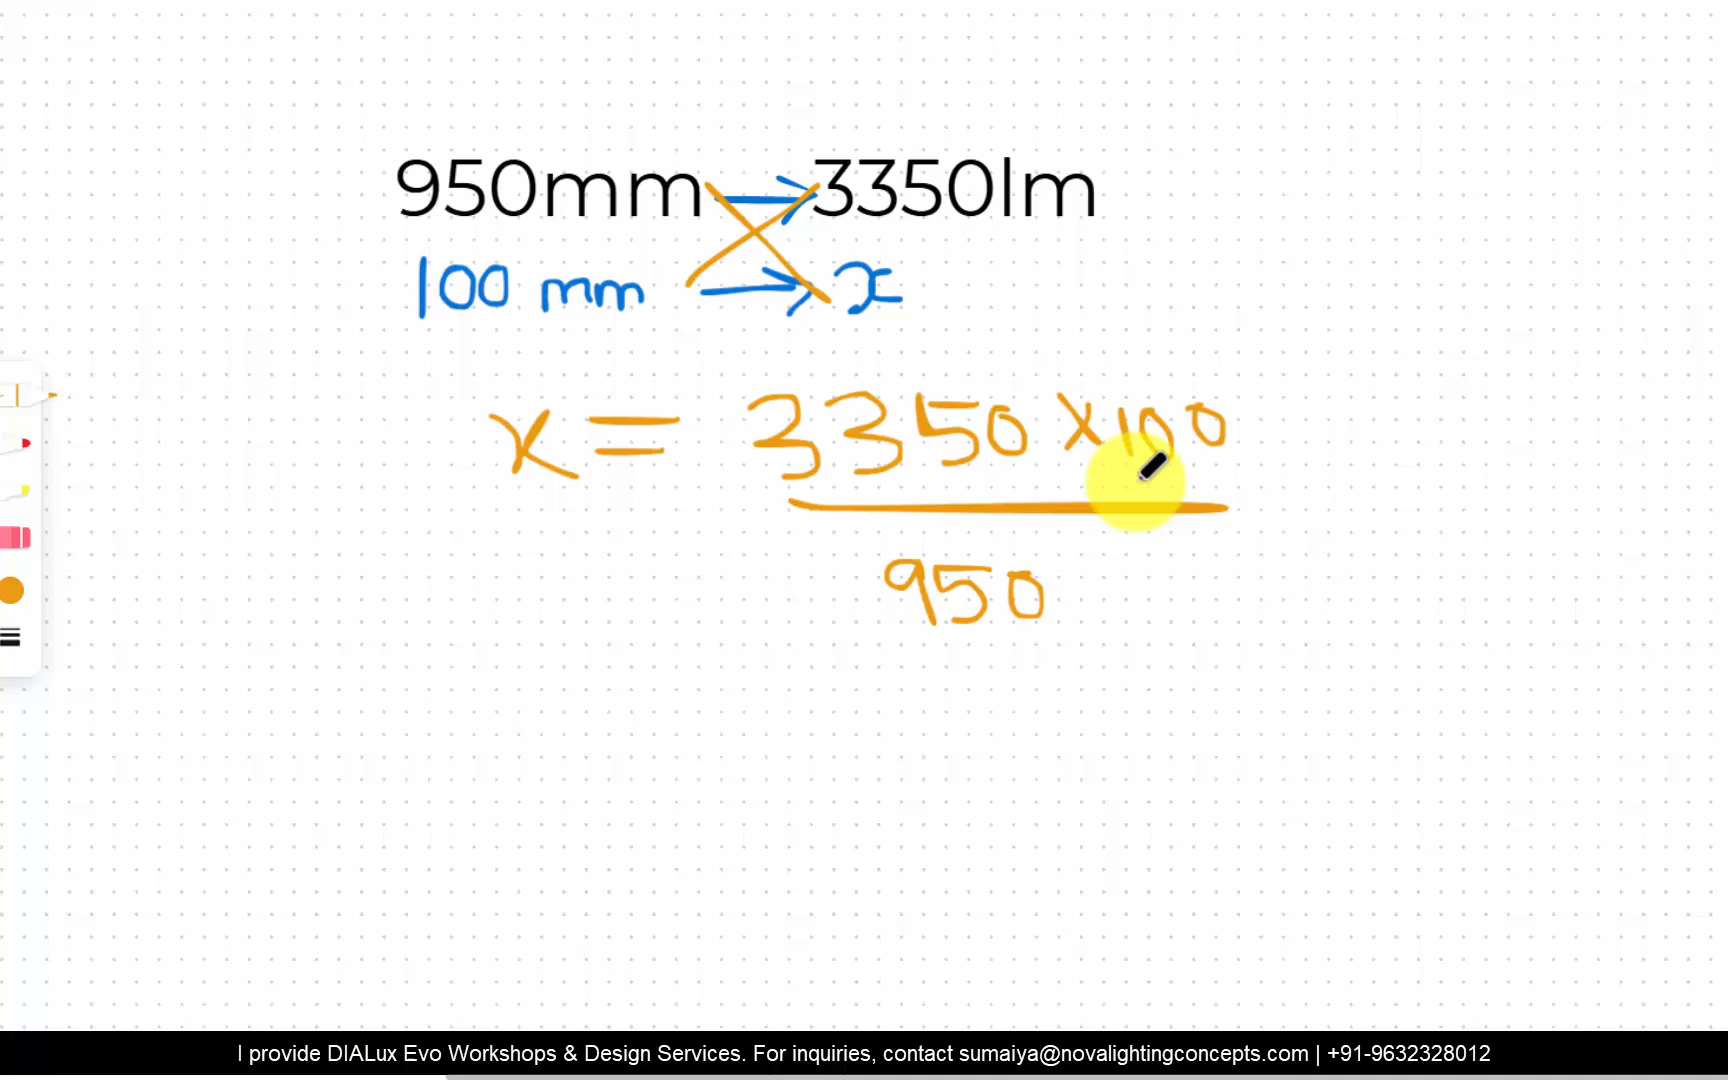 950mm → 3350lm
100 mm → x
x = 3350 x 100
950
I provide DIALux Evo Workshops & Design Services. For inquiries, contact sumaiya@novalightingconcepts.com | +91-9632328012